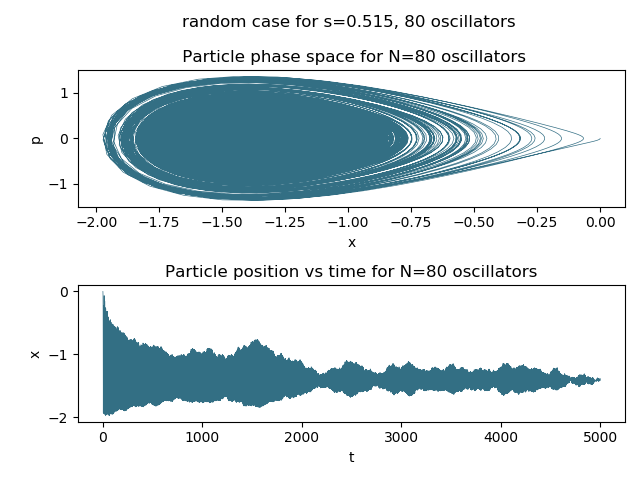 random case for s=0.515, 80 oscillators
Particle phase space for N=80 oscillators
1
0
−1
p
−2.00 −1.75 −1.50 −1.25 −1.00 −0.75 −0.50 −0.25 0.00
x
Particle position vs time for N=80 oscillators
0
−1
−2
x
0 1000 2000 3000 4000 5000
t